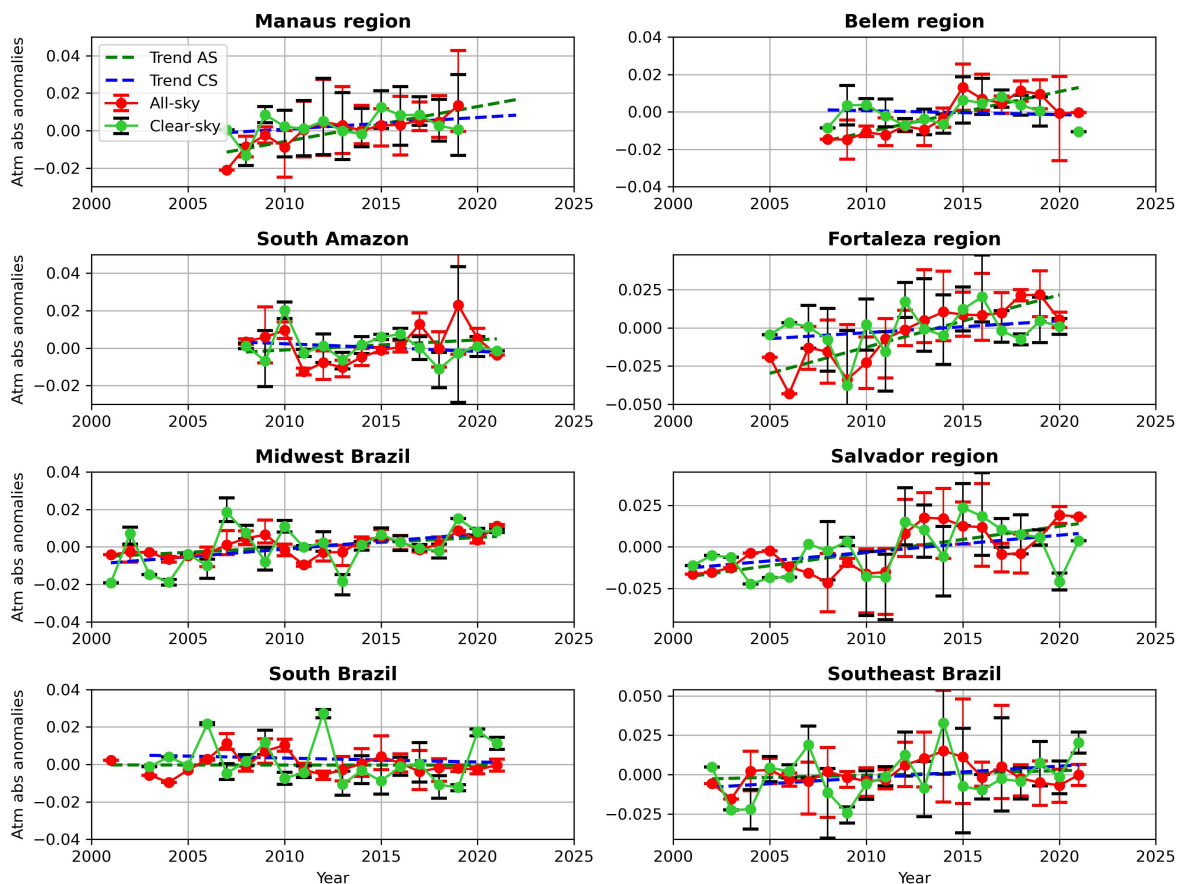 Manaus region
Atm abs anomalies
0.04
0.02
0.00
−0.02
Trend AS
Trend CS
All-sky
Clear-sky
2000 2005 2010 2015 2020 2025
Belem region
0.04
0.02
0.00
−0.02
−0.04
2000 2005 2010 2015 2020 2025
South Amazon
Atm abs anomalies
0.04
0.02
0.00
−0.02
2000 2005 2010 2015 2020 2025
Fortaleza region
0.025
0.000
−0.025
−0.050
2000 2005 2010 2015 2020 2025
Midwest Brazil
Atm abs anomalies
0.04
0.02
0.00
−0.02
−0.04
2000 2005 2010 2015 2020 2025
Salvador region
0.025
0.000
−0.025
2000 2005 2010 2015 2020 2025
South Brazil
Atm abs anomalies
0.04
0.02
0.00
−0.02
−0.04
2000 2005 2010 2015 2020 2025
Year
Southeast Brazil
0.050
0.025
0.000
−0.025
2000 2005 2010 2015 2020 2025
Year